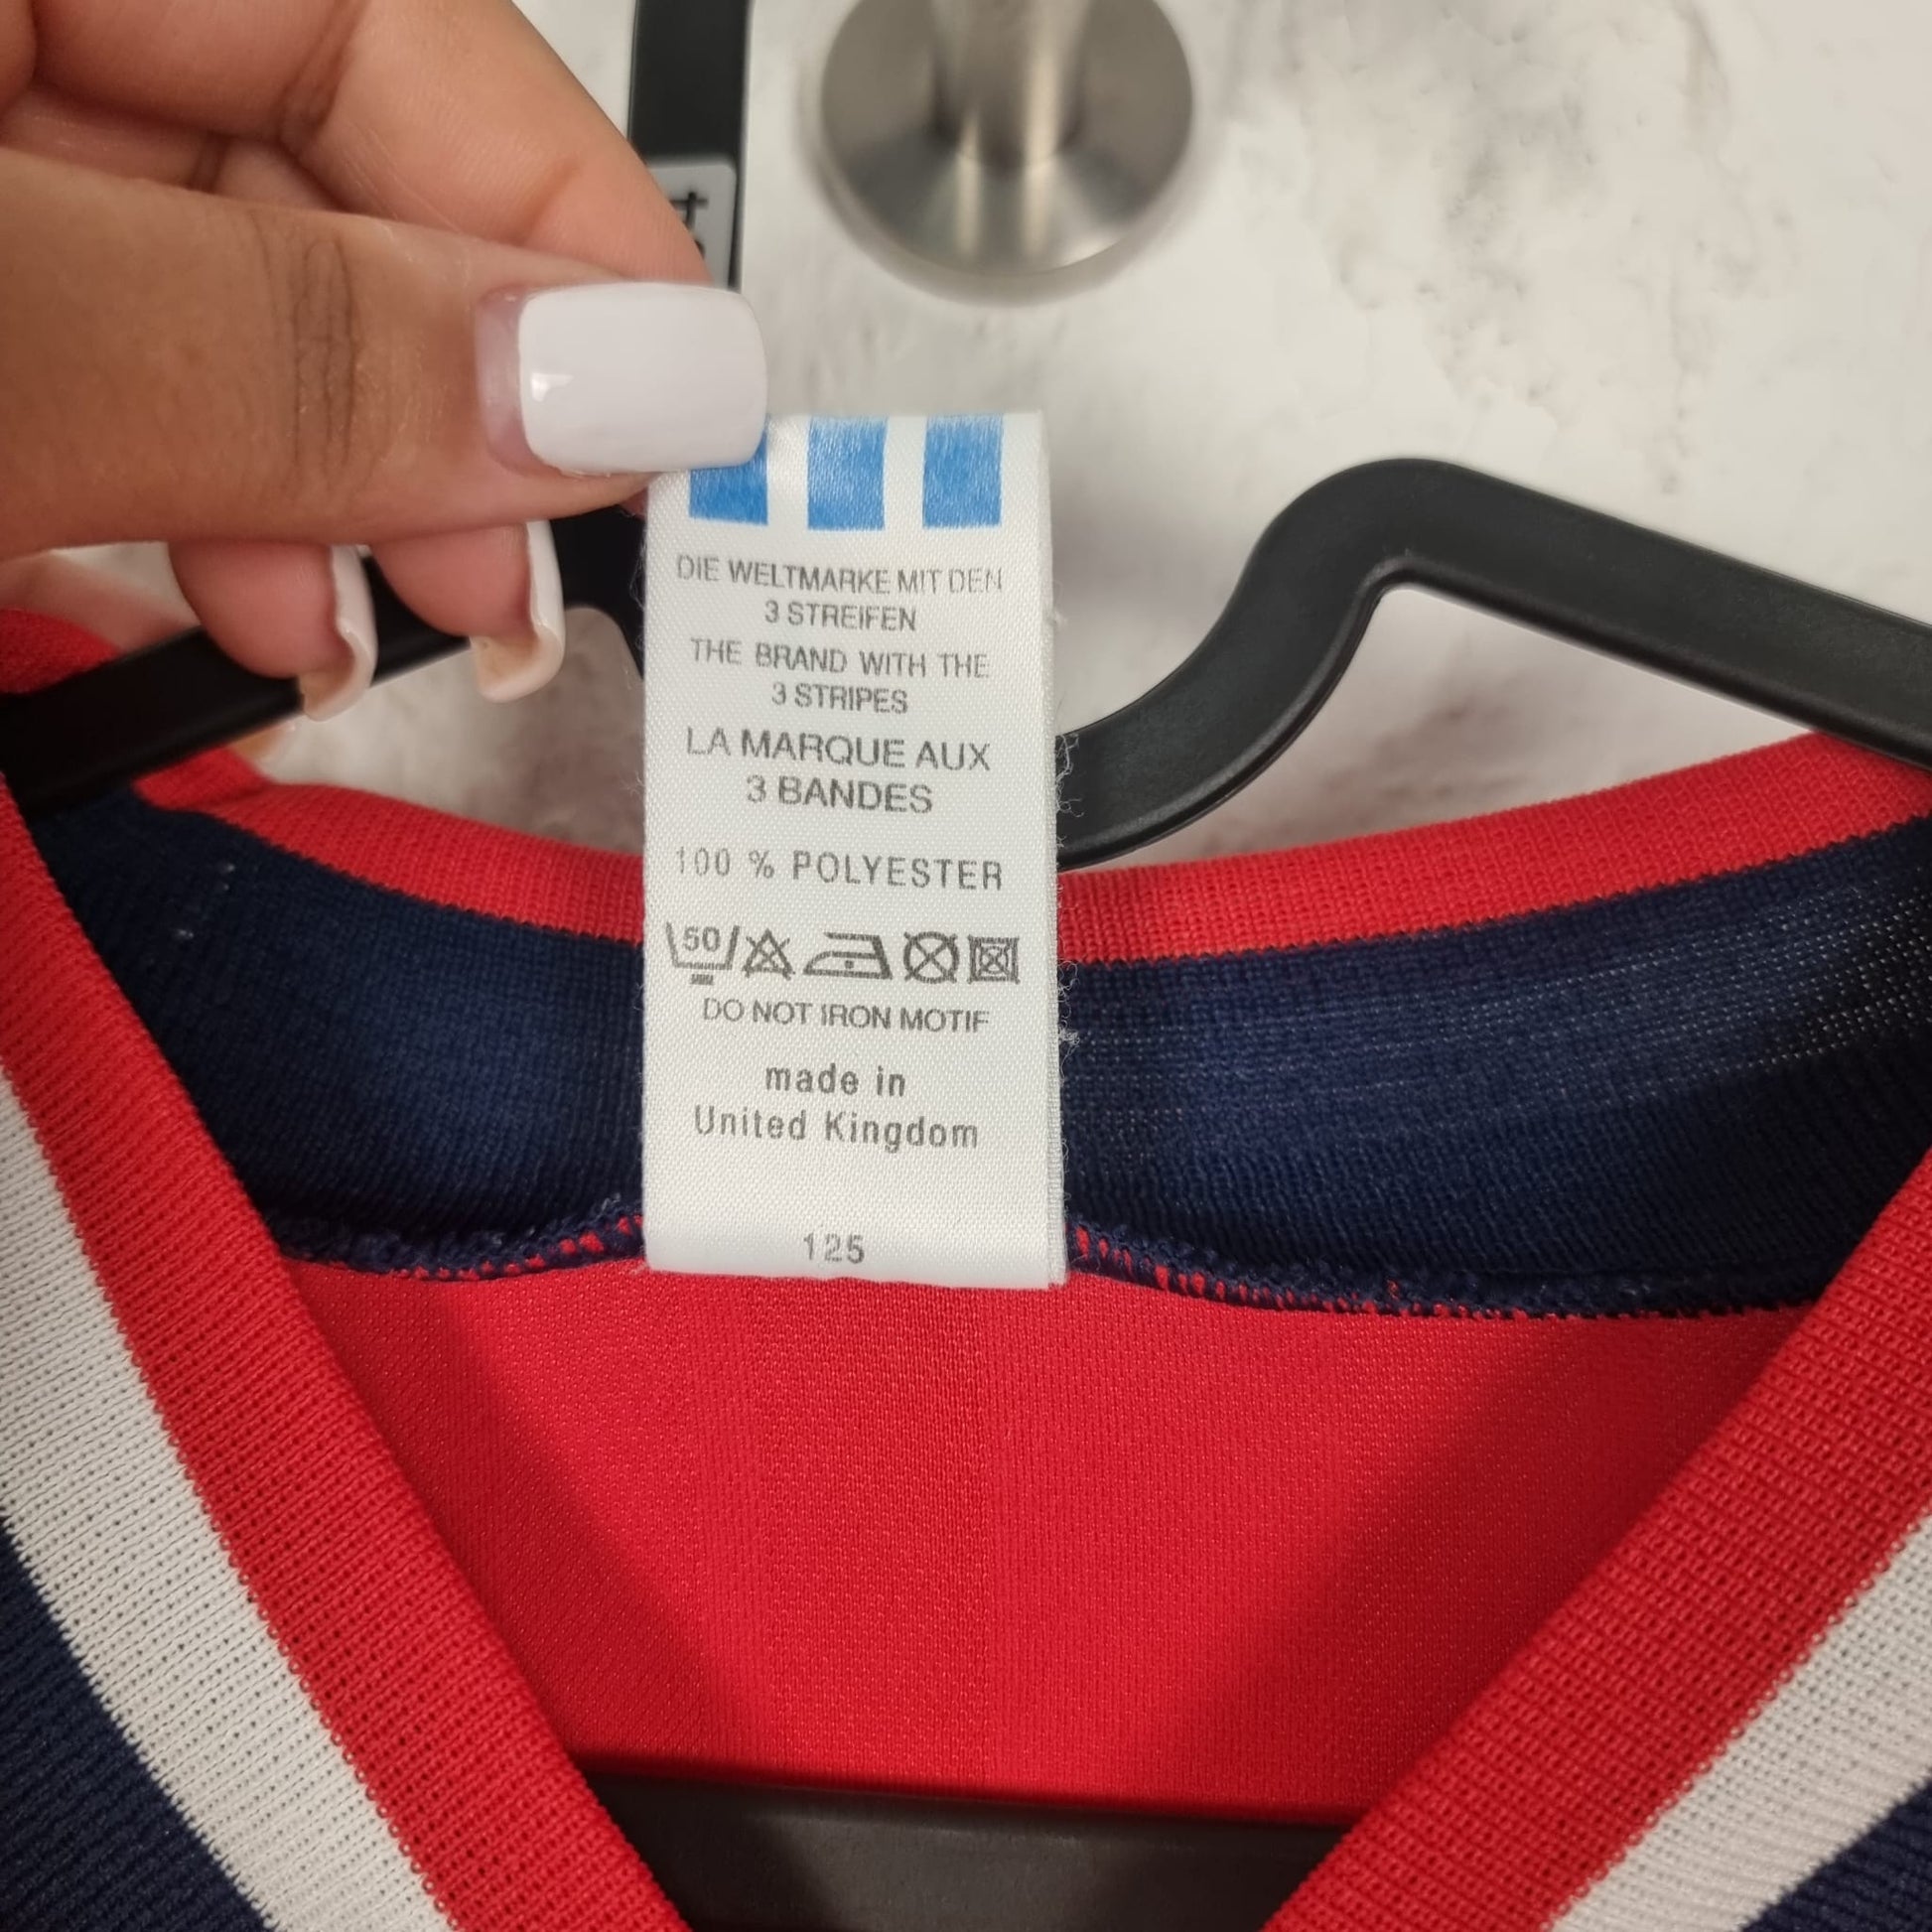 DIE WELTMARKE MIT DEN
3 STREIFEN
THE BRAND WITH THE
3 STRIPES
LA MARQUE AUX
3 BANDES
100 % POLYESTER
50
DO NOT IRON MOTIF
made in
United Kingdom
125